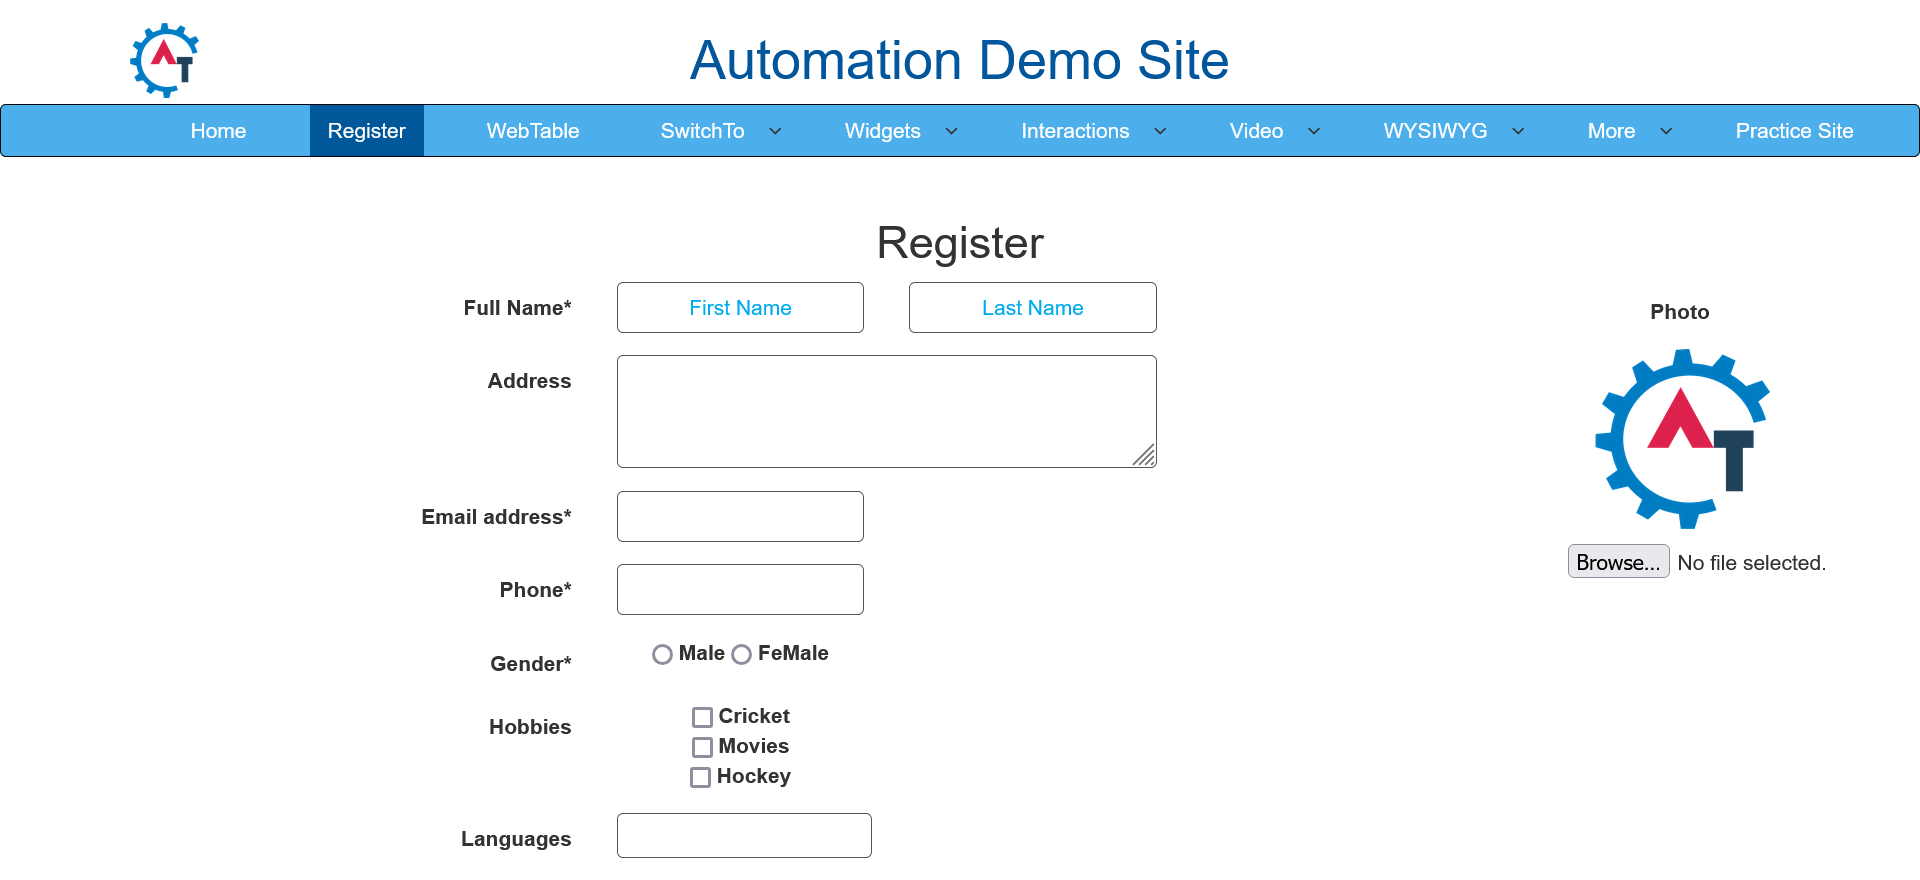 AT
Automation Demo Site
Home Register WebTable SwitchTo Widgets Interactions Video WYSIWYG More Practice Site
Register
Full Name* First Name Last Name
Photo
Address
AT
Email address*
Browse... No file selected.
Phone*
Gender* Male FeMale
Hobbies Cricket
Movies
Hockey
Languages